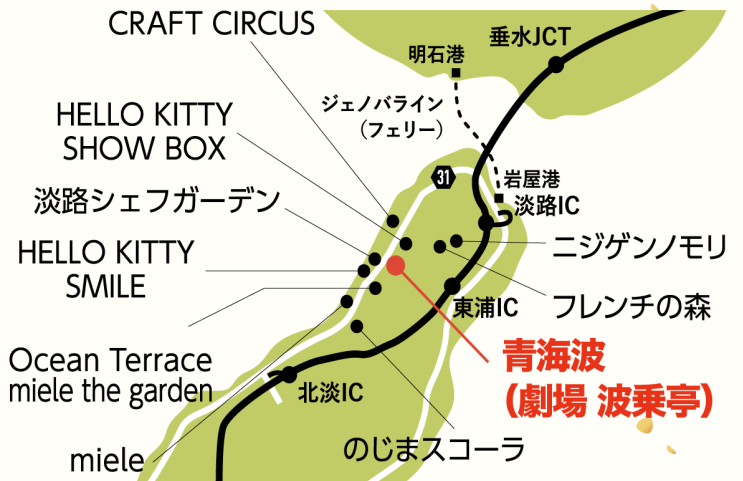 CRAFT CIRCUS
垂水JCT
明石港
ジェノバライン
（フェリー）
HELLO KITTY
SHOW BOX
31
岩屋港
淡路IC
淡路シェフガーデン
ニジゲンノモリ
HELLO KITTY
SMILE
東浦IC
フレンチの森
青海波
（劇場 波乗亭）
Ocean Terrace
miele the garden
北淡IC
のじまスコーラ
miele